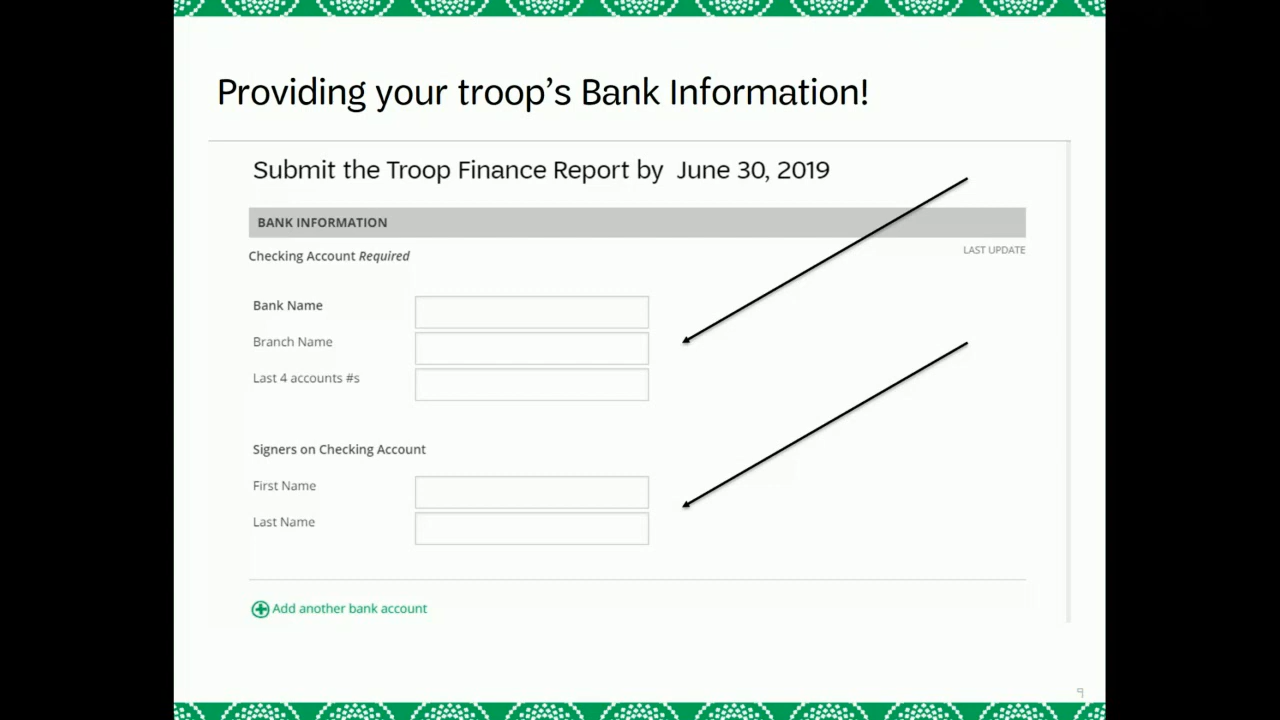 Providing your troop's Bank Information!
Submit the Troop Finance Report by June 30, 2019
BANK INFORMATION
Checking Account Required
LAST UPDATE
Bank Name
Branch Name
Last 4 accounts #s
Signers on Checking Account
First Name
Last Name
Add another bank account
9